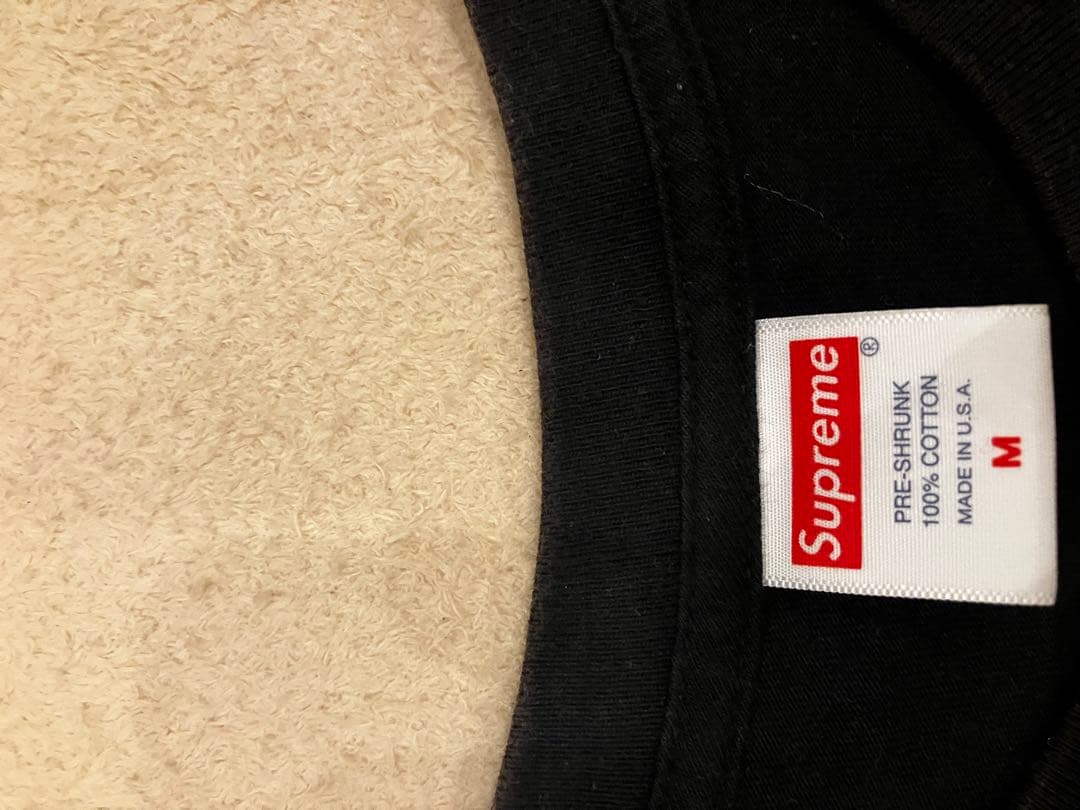 Supreme®
PRE-SHRUNK
100% COTTON
MADE IN U.S.A.
M